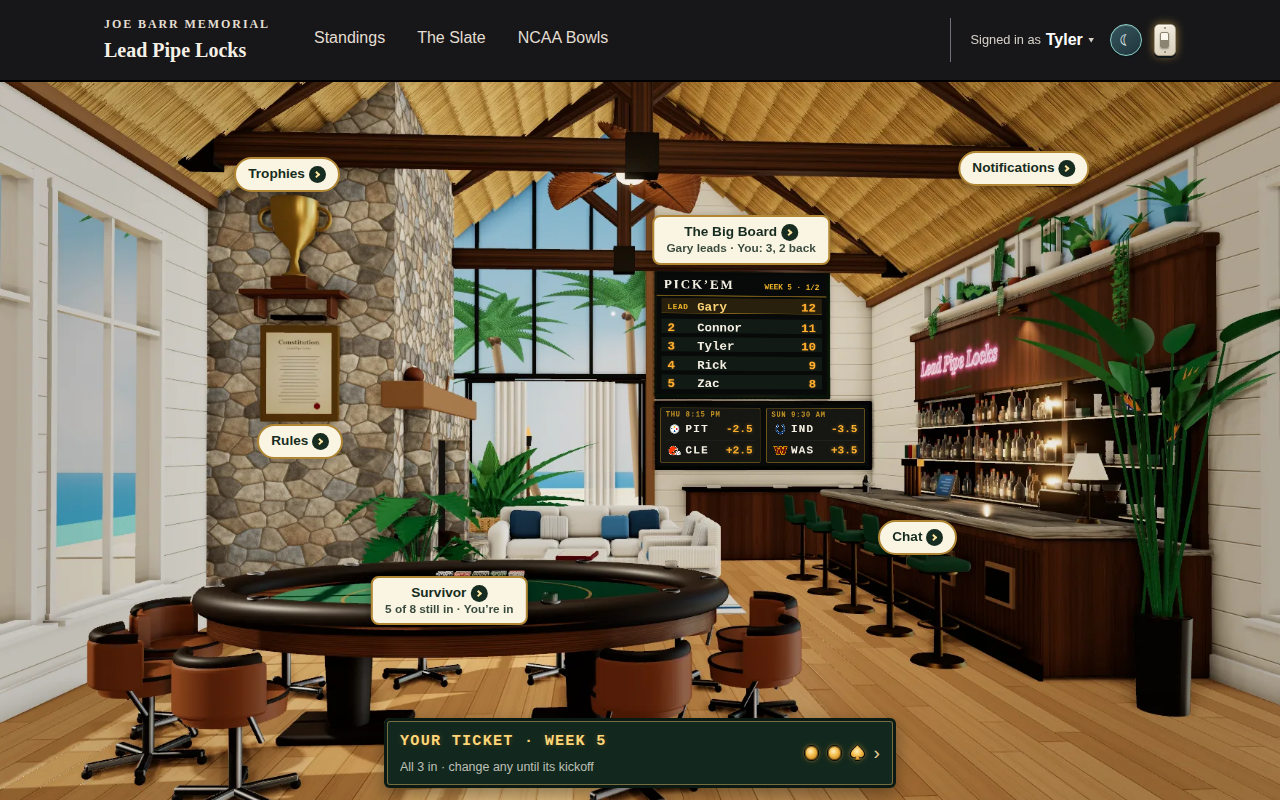 JOE BARR MEMORIAL
Lead Pipe Locks
Standings
The Slate
NCAA Bowls
Signed in as Tyler
Trophies
Notifications
The Big Board
Gary leads · You: 3, 2 back
PICK'EM
WEEK 5 · 1/2
LEAD Gary 12
2 Connor 11
3 Tyler 10
4 Rick 9
5 Zac 8
Constitution
Lead Pipe Locks
Rules
THU 8:15 PM
PIT -2.5
CLE +2.5
SUN 9:30 AM
IND -3.5
WAS +3.5
Chat
Survivor
5 of 8 still in · You're in
YOUR TICKET · WEEK 5
All 3 in · change any until its kickoff